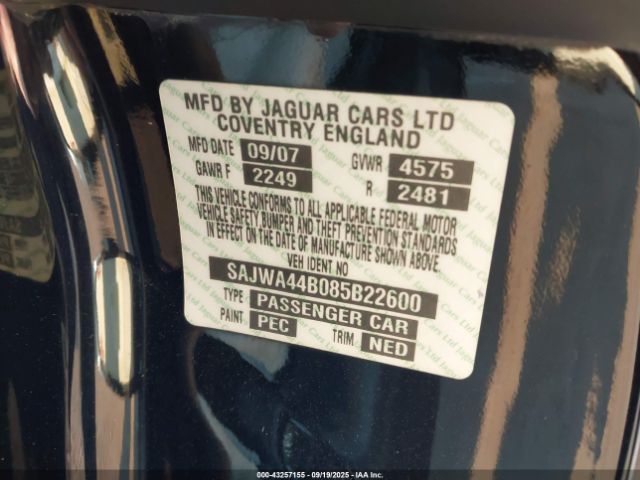 MFD BY JAGUAR CARS LTD
COVENTRY ENGLAND
MFD DATE 09/07 GVWR 4575
GAWR F 2249 R 2481
THIS VEHICLE CONFORMS TO ALL APPLICABLE FEDERAL MOTOR
VEHICLE SAFETY, BUMPER AND THEFT PREVENTION STANDARDS
IN EFFECT ON THE DATE OF MANUFACTURE SHOWN ABOVE.
VEH IDENT NO
SAJWA44B085B22600
TYPE PASSENGER CAR
PAINT PEC TRIM NED
000-43257155 - 09/19/2025 - IAA Inc.